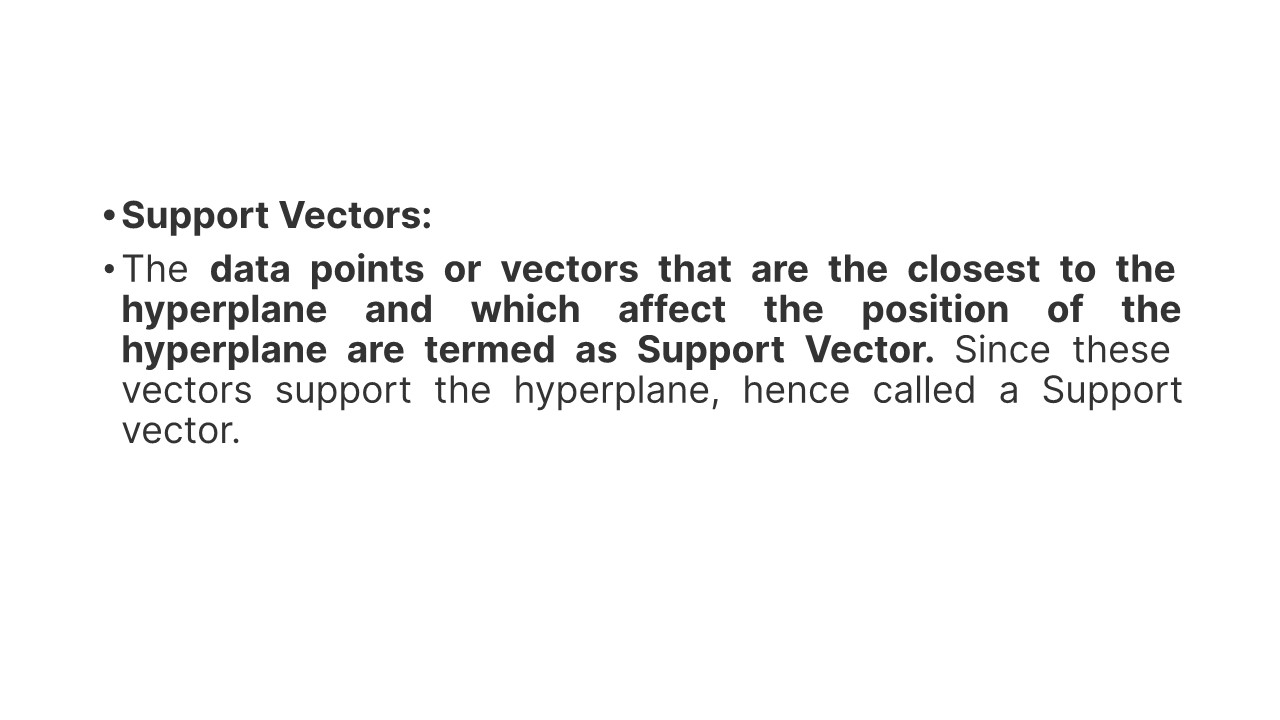 • Support Vectors:
• The data points or vectors that are the closest to the
hyperplane and which affect the position of the
hyperplane are termed as Support Vector. Since these
vectors support the hyperplane, hence called a Support
vector.